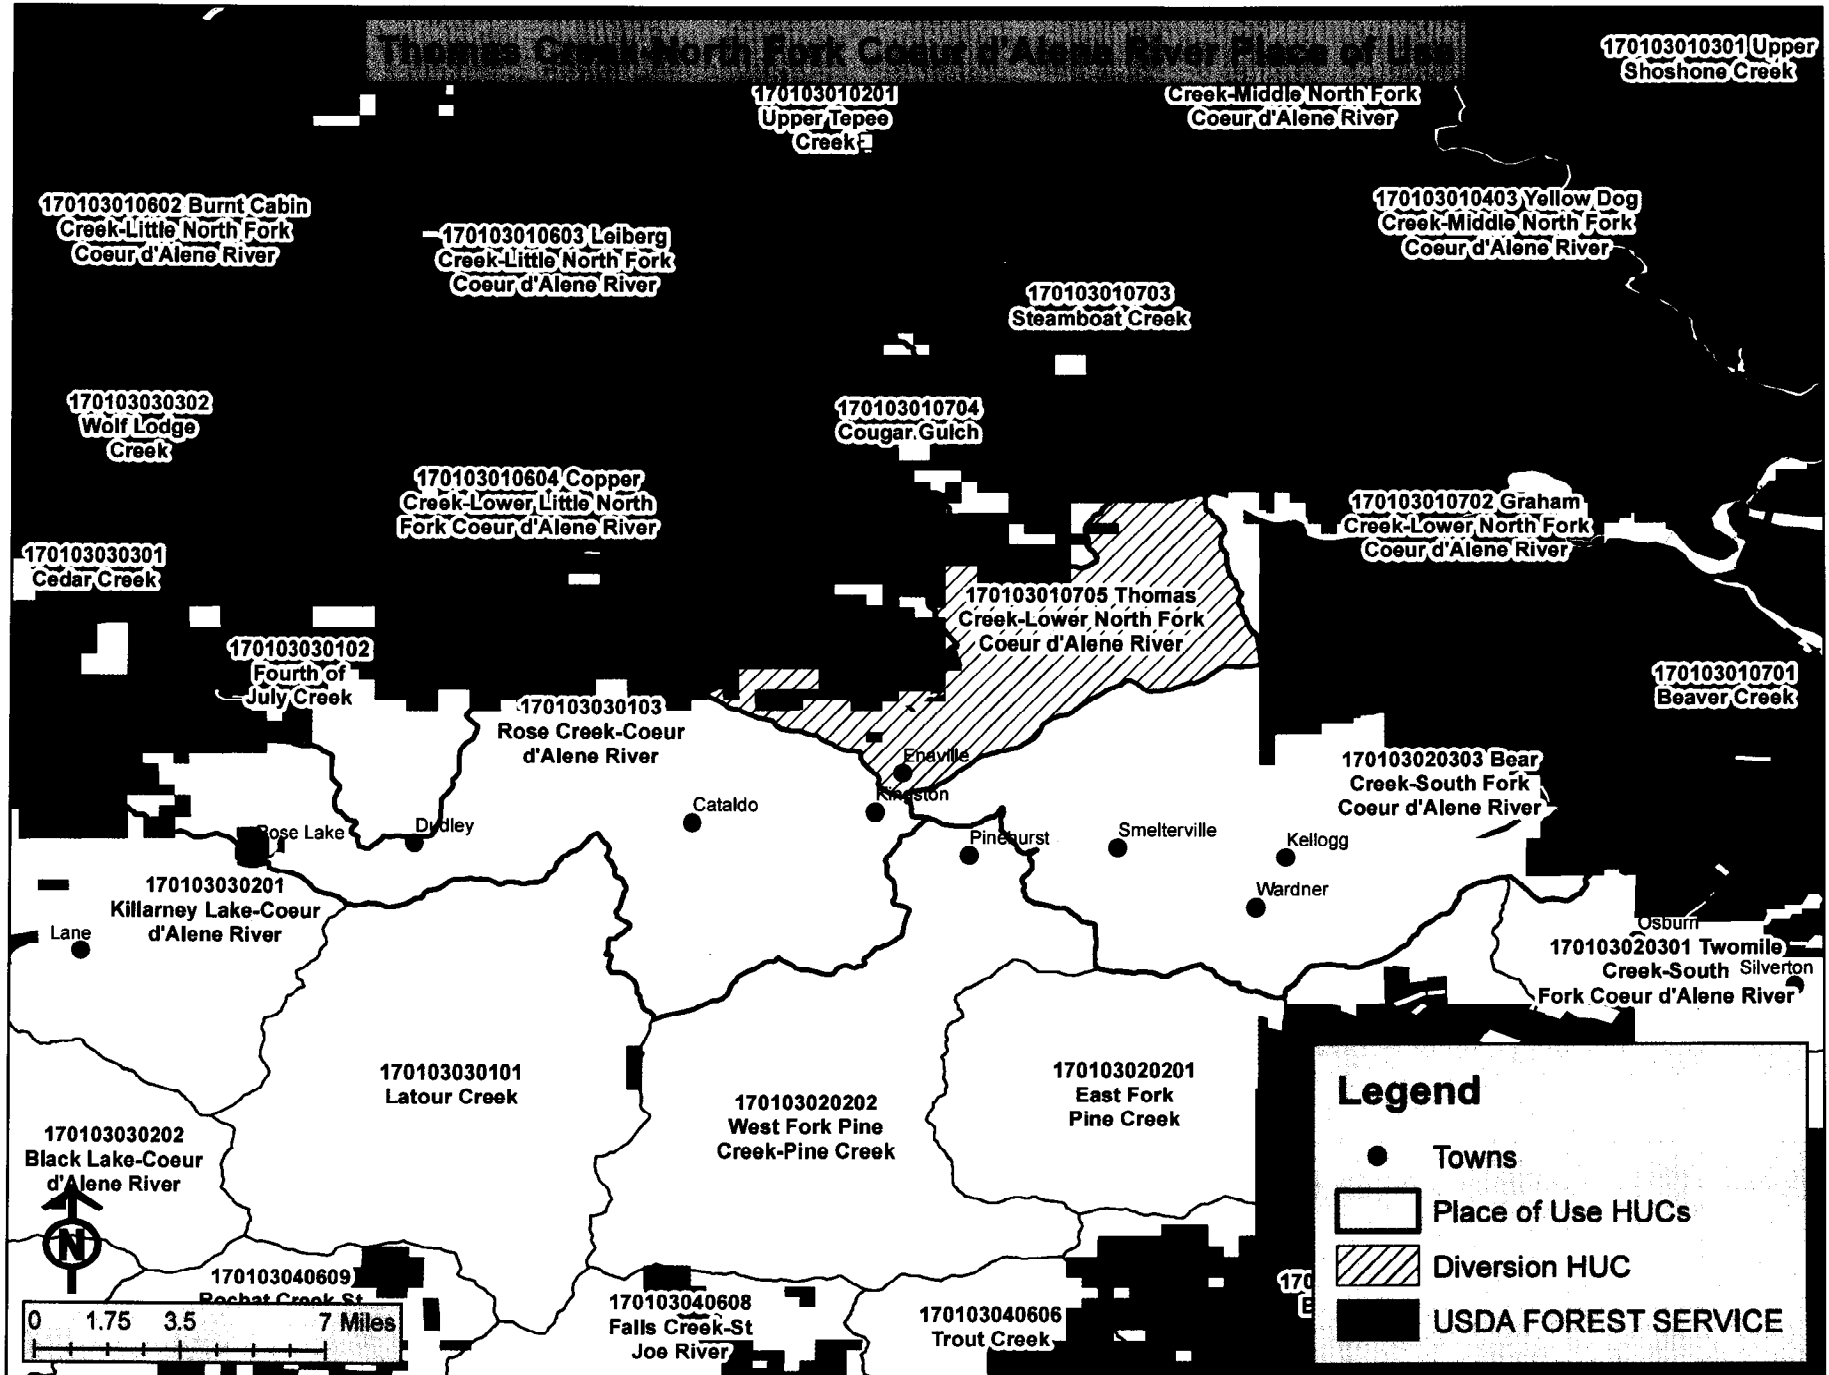 Thomas Creek-North Fork Coeur d'Alene River Place of Use
170103010301 Upper
Shoshone Creek
170103010201
Upper Tepee
Creek
Creek-Middle North Fork
Coeur d'Alene River
170103010602 Burnt Cabin
Creek-Little North Fork
Coeur d'Alene River
170103010603 Leiberg
Creek-Little North Fork
Coeur d'Alene River
170103010403 Yellow Dog
Creek-Middle North Fork
Coeur d'Alene River
170103010703
Steamboat Creek
170103030302
Wolf Lodge
Creek
170103010704
Cougar Gulch
170103010604 Copper
Creek-Lower Little North
Fork Coeur d'Alene River
170103010702 Graham
Creek-Lower North Fork
Coeur d'Alene River
170103030301
Cedar Creek
170103010705 Thomas
Creek-Lower North Fork
Coeur d'Alene River
170103030102
Fourth of
July Creek
170103010701
Beaver Creek
170103030103
Rose Creek-Coeur
d'Alene River
170103020303 Bear
Creek-South Fork
Coeur d'Alene River
Enaville
Kingston
Cataldo
Rose Lake
Dudley
Pinehurst
Smelterville
Kellogg
Wardner
170103030201
Killarney Lake-Coeur
d'Alene River
Lane
Osburn
170103020301 Twomile
Creek-South
Fork Coeur d'Alene River
Silverton
170103030101
Latour Creek
170103020202
West Fork Pine
Creek-Pine Creek
170103020201
East Fork
Pine Creek
170103030202
Black Lake-Coeur
d'Alene River
N
170103040609
Rochat Creek-St
170103040608
Falls Creek-St
Joe River
170103040606
Trout Creek
170
B
0 1.75 3.5 7 Miles
Legend
Towns
Place of Use HUCs
Diversion HUC
USDA FOREST SERVICE